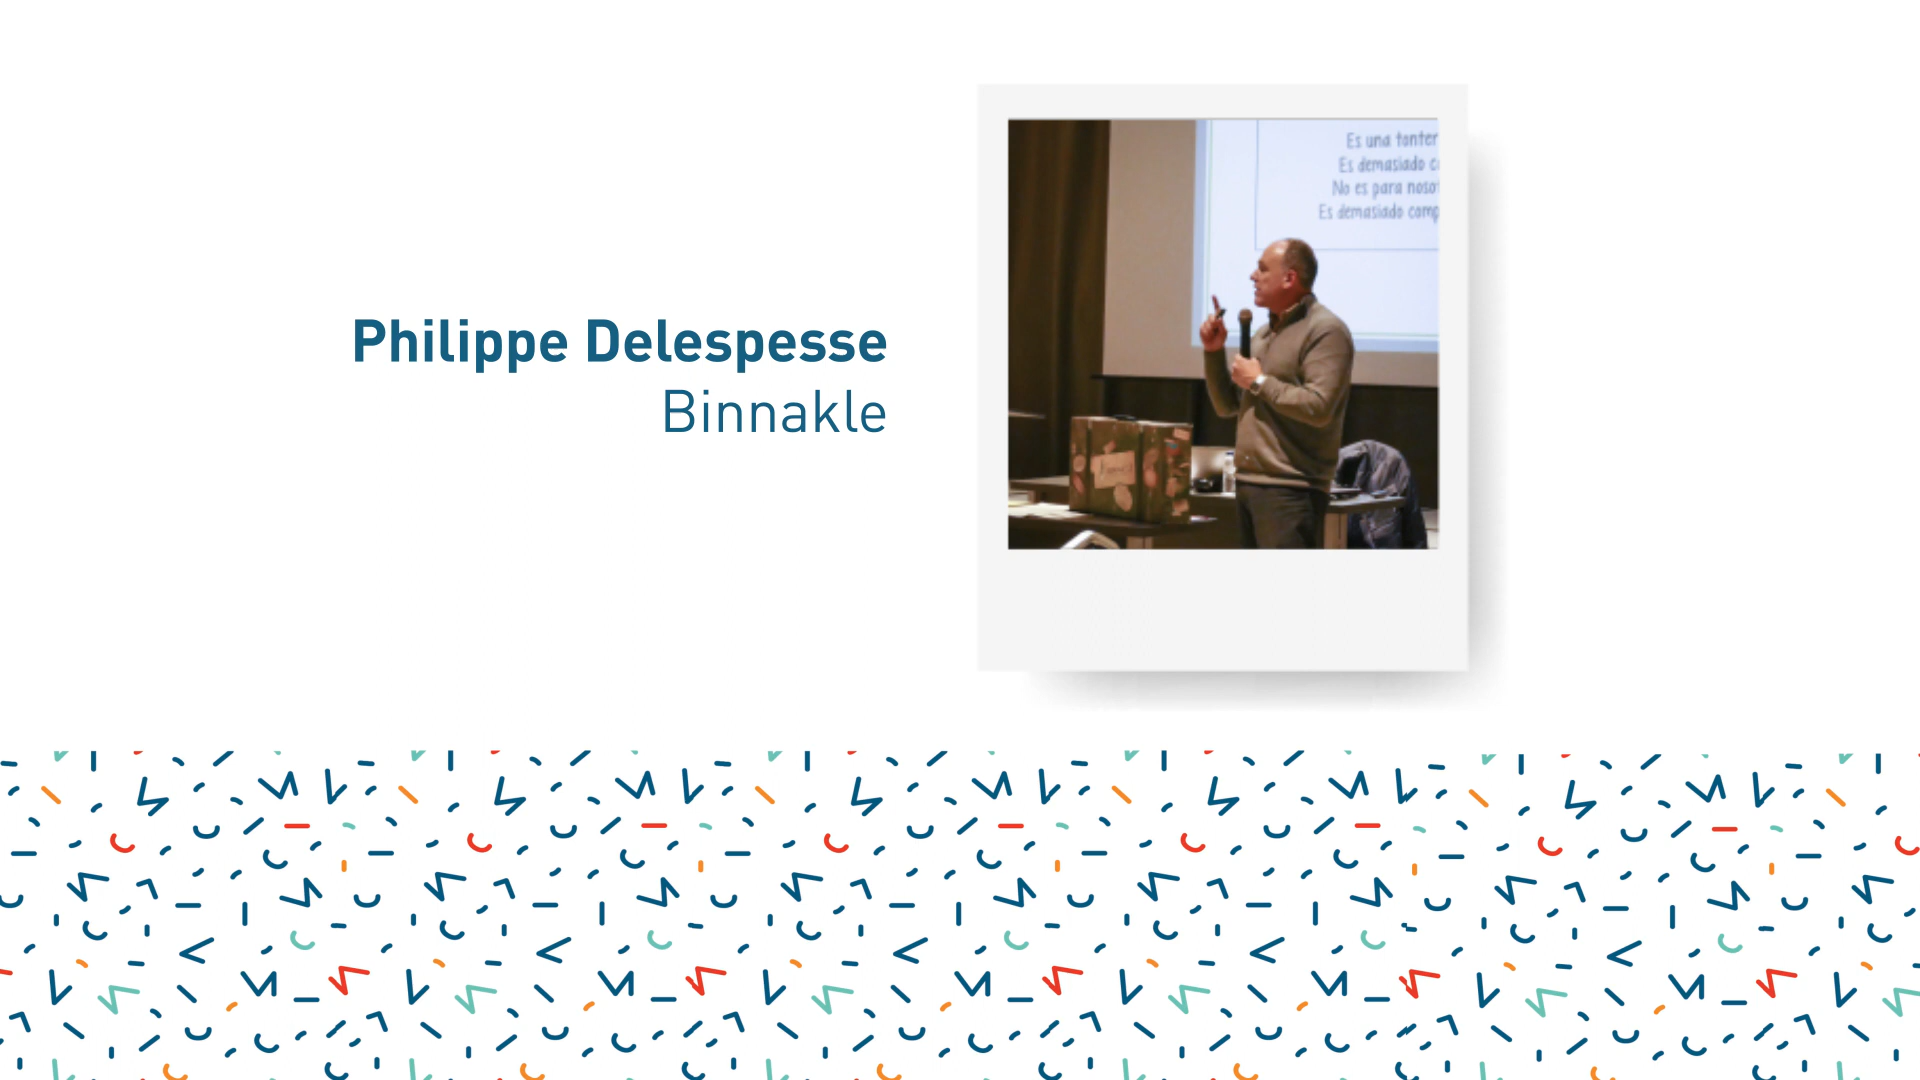 Philippe Delespesse
Binnakle
Es una tonter
Es demasiado c
No es para noso
Es demasiado comp